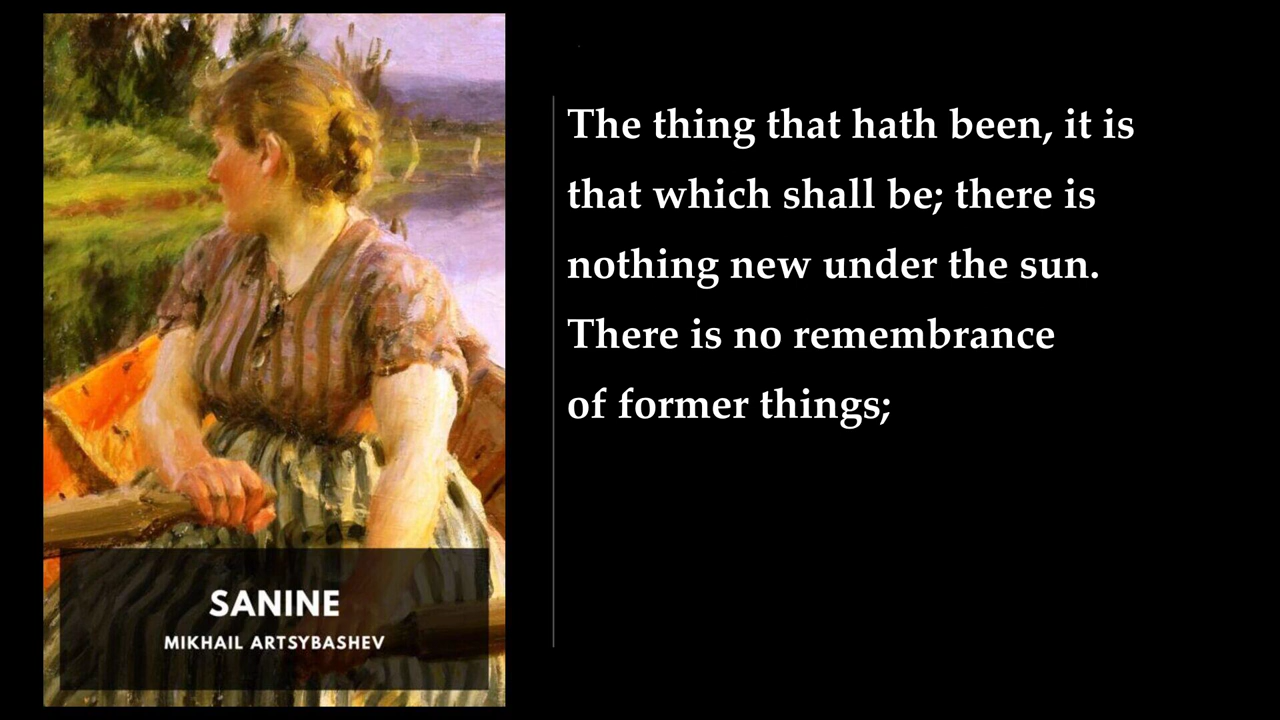 SANINE
MIKHAIL ARTSYBASHEV
The thing that hath been, it is
that which shall be; there is
nothing new under the sun.
There is no remembrance
of former things;